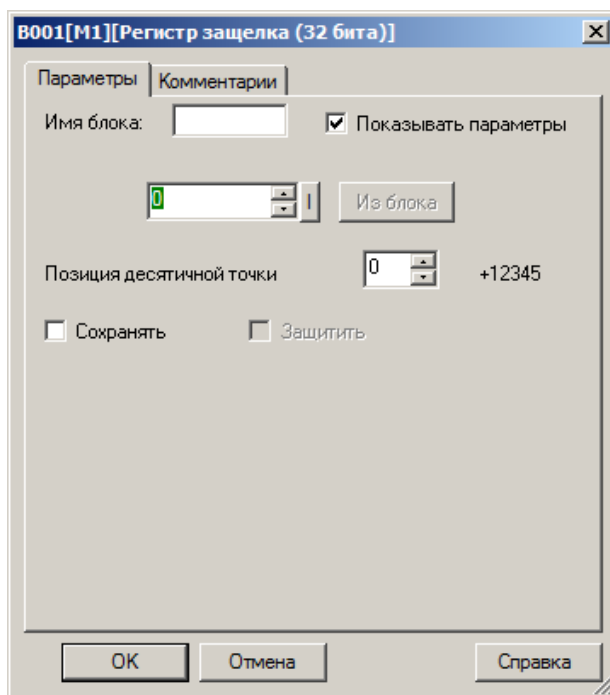 B001[M1][Регистр защелка (32 бита)]
Параметры Комментарии
Имя блока: Показывать параметры
0 I Из блока
Позиция десятичной точки 0 +12345
Сохранять Защитить
OK Отмена Справка